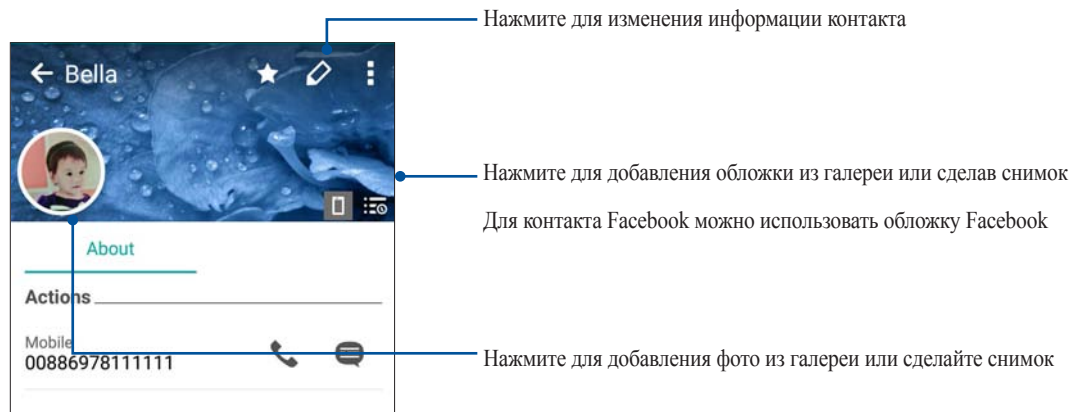 Нажмите для изменения информации контакта
Bella
Нажмите для добавления обложки из галереи или сделав снимок
Для контакта Facebook можно использовать обложку Facebook
About
Actions
Mobile
00886978111111
Нажмите для добавления фото из галереи или сделайте снимок